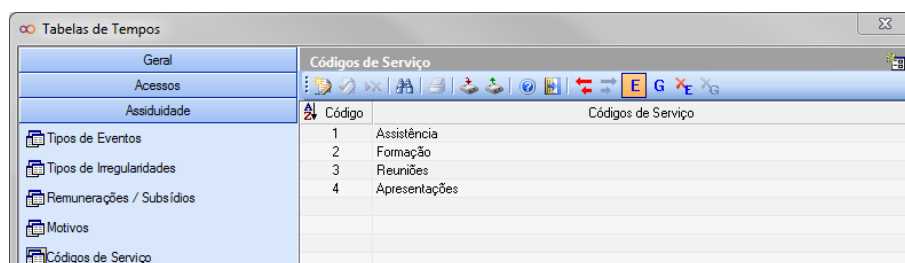 Tabelas de Tempos
Geral
Acessos
Assiduidade
Tipos de Eventos
Tipos de Irregularidades
Remunerações / Subsídios
Motivos
Códigos de Serviço
Códigos de Serviço
E G E G
Código Códigos de Serviço
1 Assistência
2 Formação
3 Reuniões
4 Apresentações